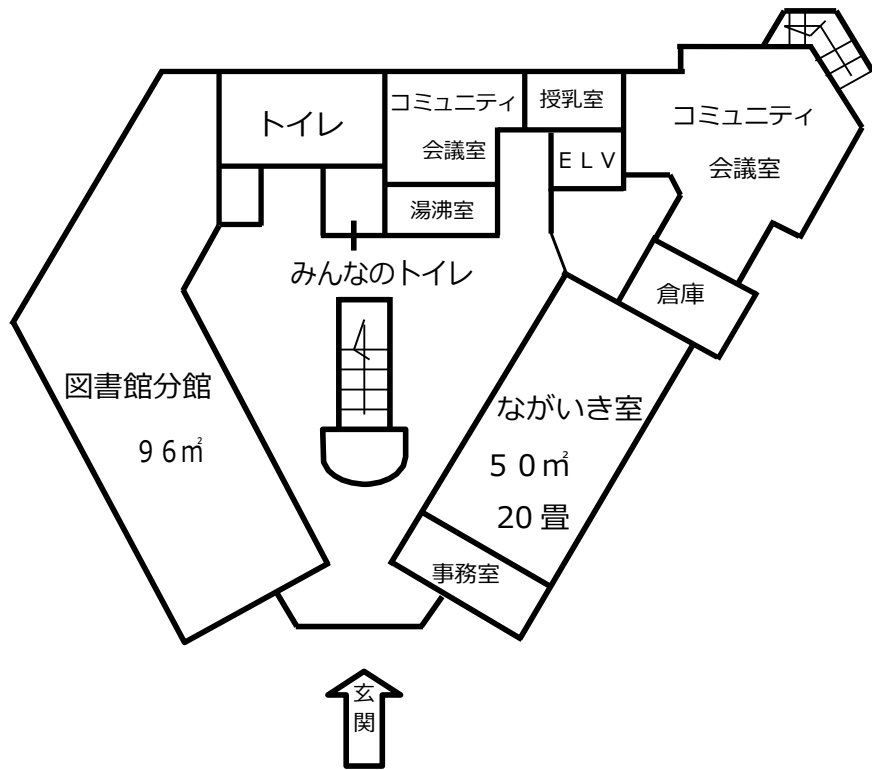 トイレ
コミュニティ
会議室
授乳室
ＥＬＶ
コミュニティ
会議室
湯沸室
みんなのトイレ
倉庫
図書館分館
９６㎡
ながいき室
５０㎡
20 畳
事務室
玄
関